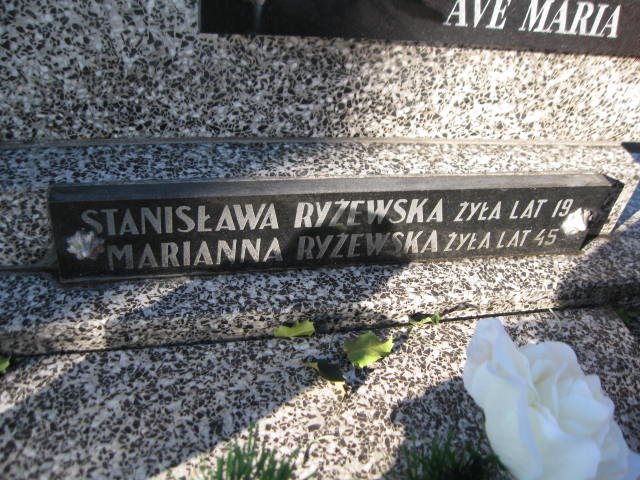 AVE MARIA
STANISŁAWA RYŻEWSKA ŻYŁA LAT 19
MARIANNA RYŻEWSKA ŻYŁA LAT 45